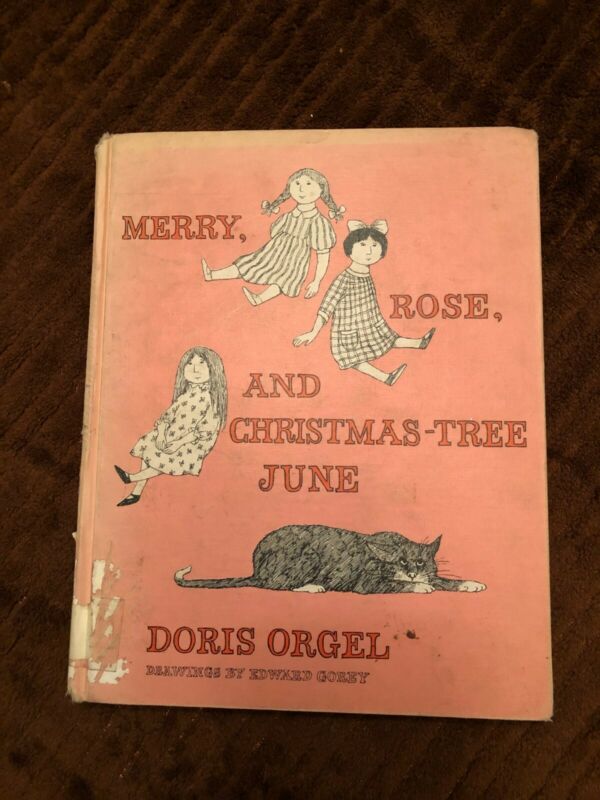 MERRY,
ROSE,
AND
CHRISTMAS-TREE
JUNE
DORIS ORGEL
DRAWINGS BY EDWARD GOREY